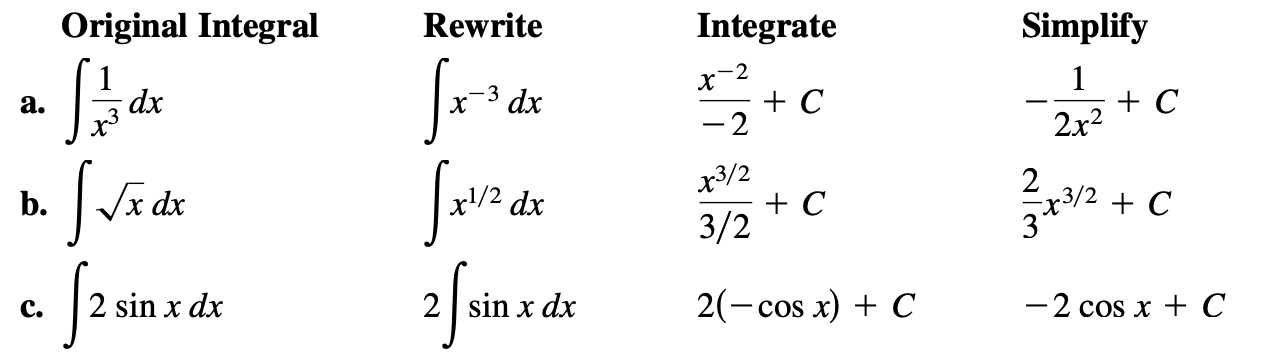 Original Integral Rewrite Integrate Simplify
a. ∫ 1/x³ dx ∫ x⁻³ dx x⁻²/−2 + C −1/2x² + C
b. ∫ √x dx ∫ x^1/2 dx x^3/2/3/2 + C 2/3 x^3/2 + C
c. ∫ 2 sin x dx 2 ∫ sin x dx 2(−cos x) + C −2 cos x + C